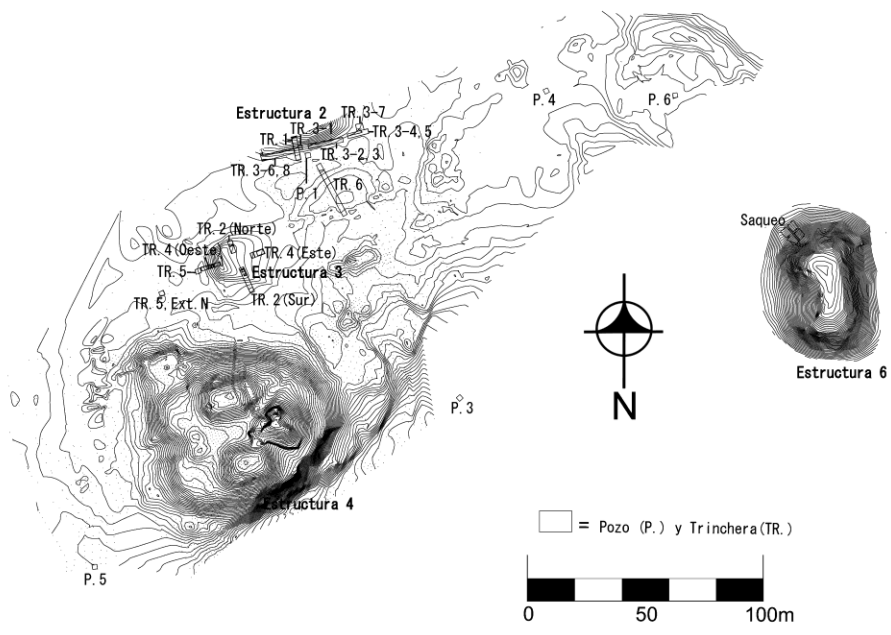 P.4
P.6
Estructura 2
TR.3-7
TR.3-1
TR.1-1
TR.3-4,5
TR.3-2,3
TR.3-6,8
P.1
TR.6
Saqueo
TR.2(Norte)
TR.4(Oeste)
TR.4(Este)
TR.5
Estructura 3
TR.5,Ext.N
TR.2(Sur)
Estructura 6
N
P.3
Estructura 4
= Pozo (P.) y Trinchera(TR.)
P.5
0 50 100m